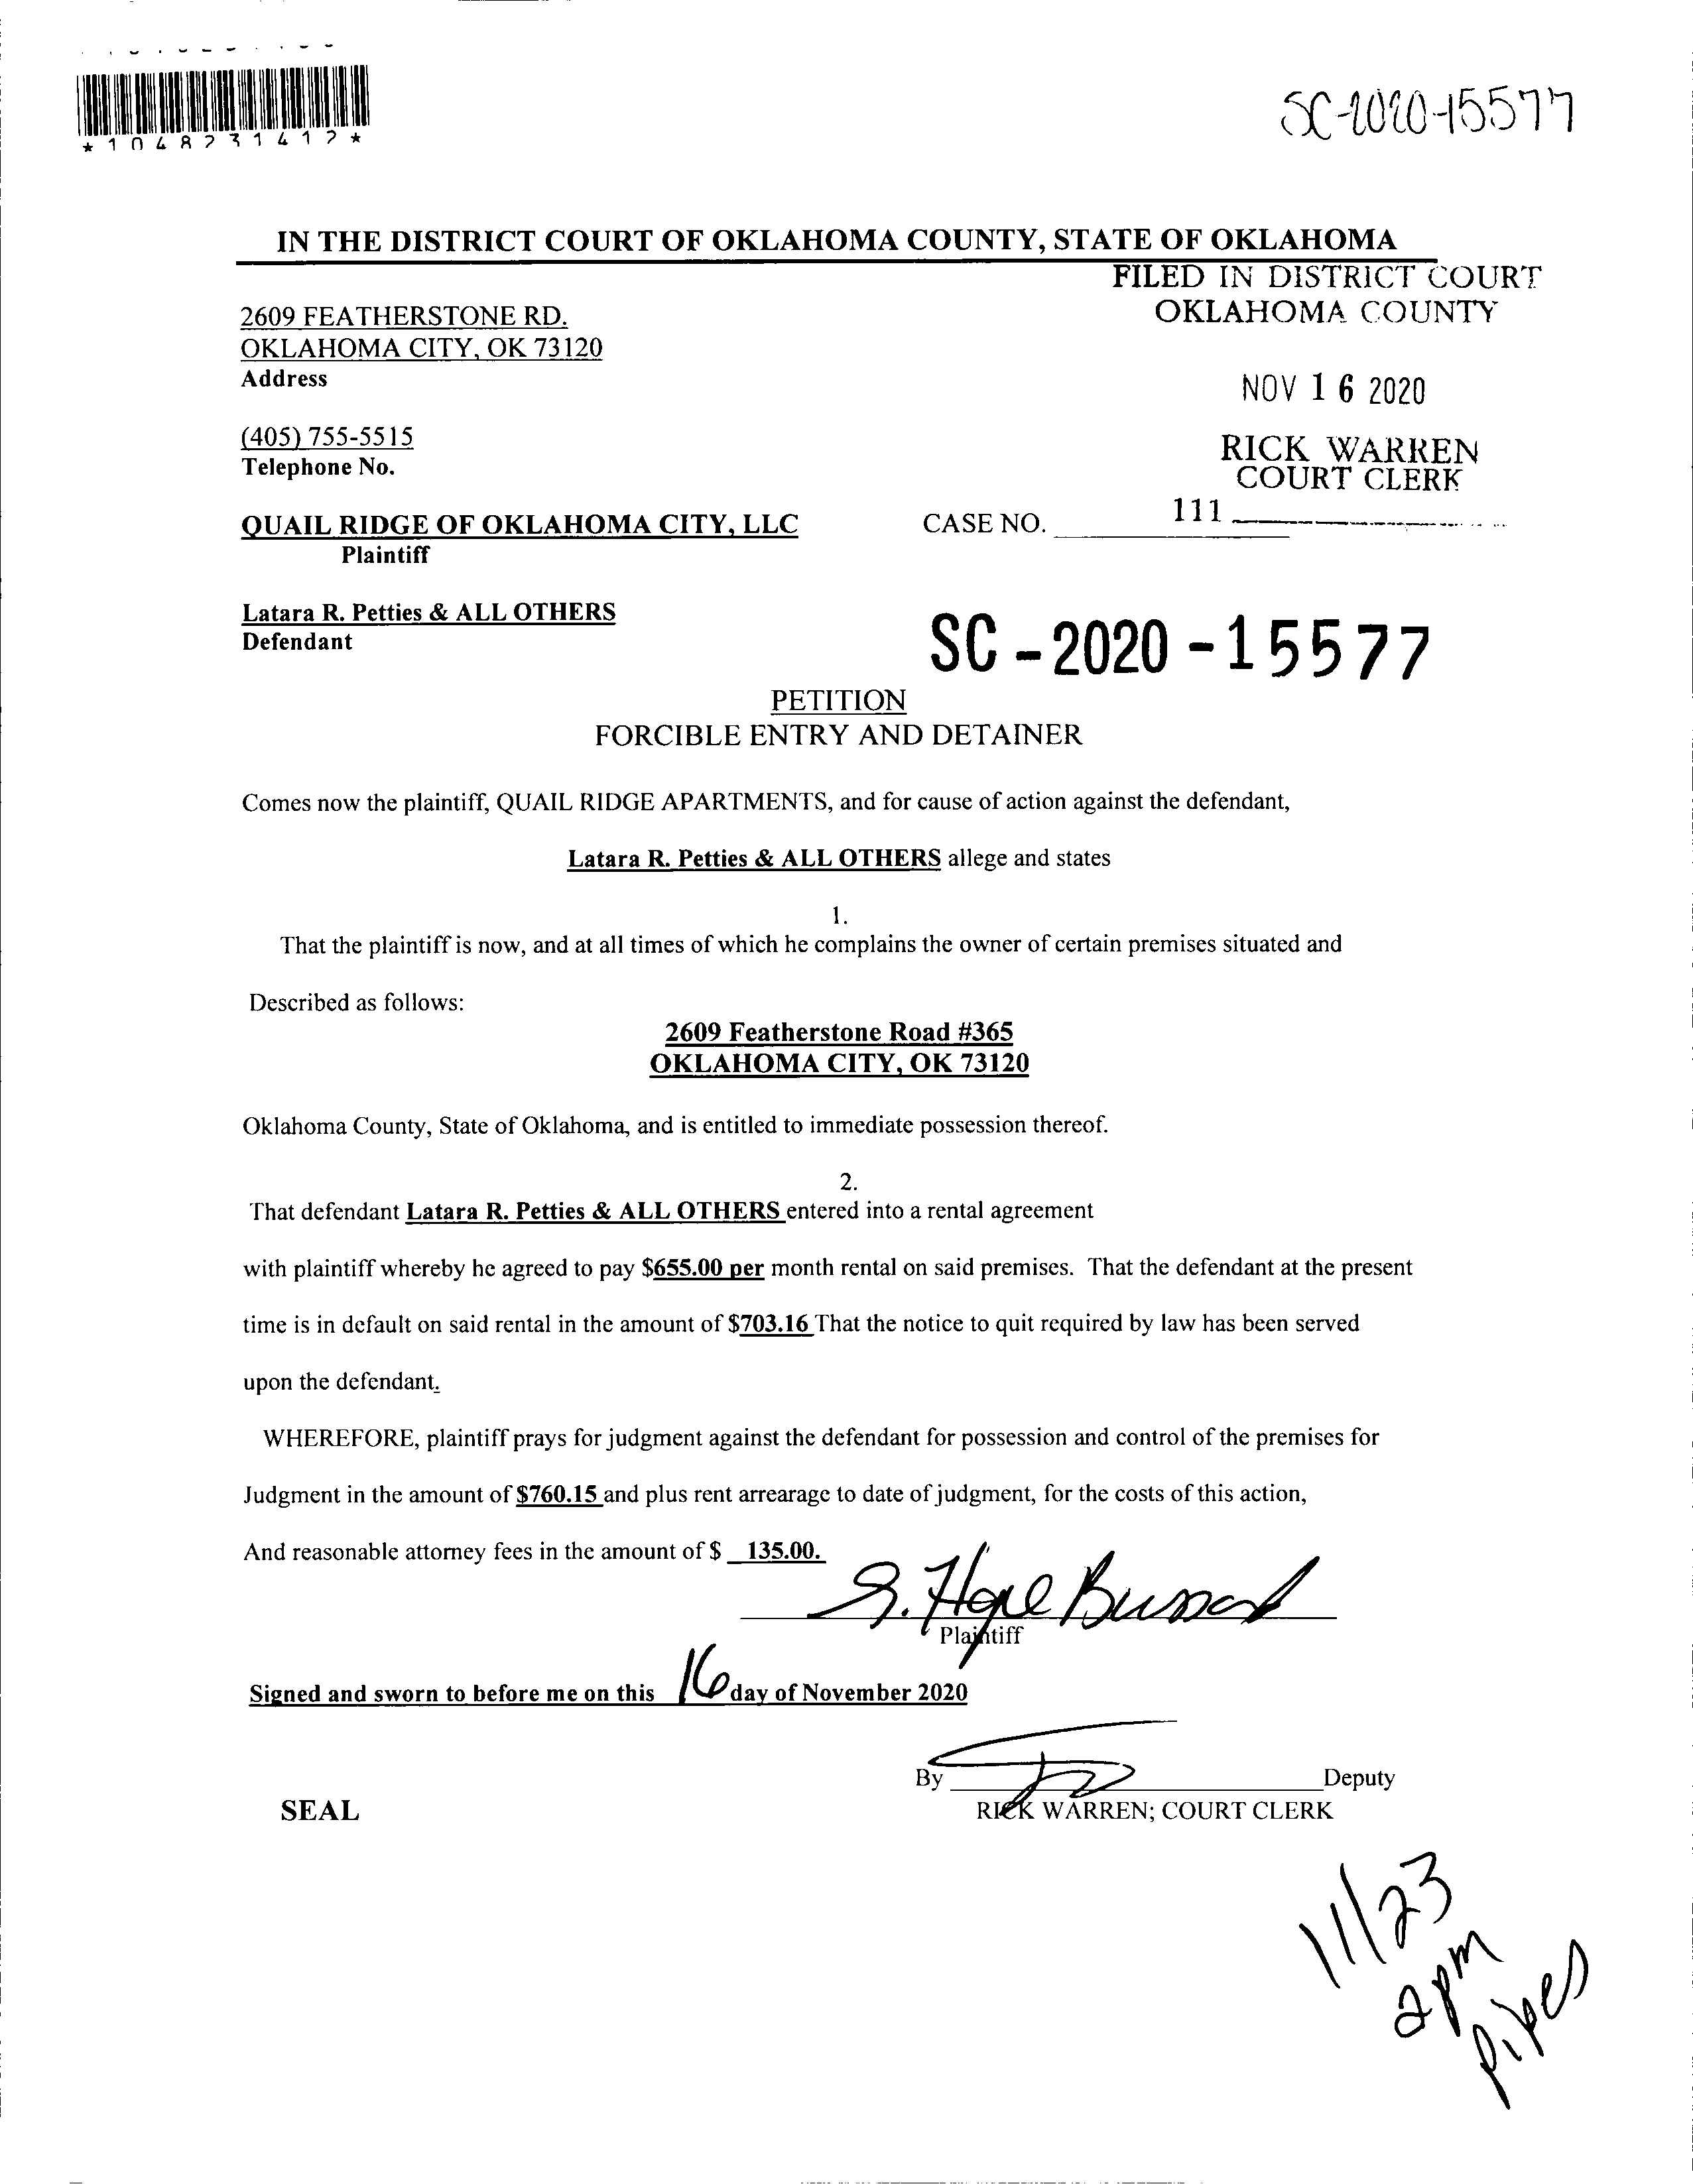 *1048231412*
SC-2020-15577
IN THE DISTRICT COURT OF OKLAHOMA COUNTY, STATE OF OKLAHOMA
FILED IN DISTRICT COURT
OKLAHOMA COUNTY
2609 FEATHERSTONE RD.
OKLAHOMA CITY, OK 73120
Address
NOV 16 2020
(405) 755-5515
Telephone No.
RICK WARREN
COURT CLERK
111
QUAIL RIDGE OF OKLAHOMA CITY, LLC
CASE NO.
Plaintiff
Latara R. Petties & ALL OTHERS
Defendant
SC-2020-15577
PETITION
FORCIBLE ENTRY AND DETAINER
Comes now the plaintiff, QUAIL RIDGE APARTMENTS, and for cause of action against the defendant,
Latara R. Petties & ALL OTHERS allege and states
1.
That the plaintiff is now, and at all times of which he complains the owner of certain premises situated and
Described as follows:
2609 Featherstone Road #365
OKLAHOMA CITY, OK 73120
Oklahoma County, State of Oklahoma, and is entitled to immediate possession thereof.
2.
That defendant Latara R. Petties & ALL OTHERS entered into a rental agreement
with plaintiff whereby he agreed to pay $655.00 per month rental on said premises. That the defendant at the present
time is in default on said rental in the amount of $703.16 That the notice to quit required by law has been served
upon the defendant.
WHEREFORE, plaintiff prays for judgment against the defendant for possession and control of the premises for
Judgment in the amount of $760.15 and plus rent arrearage to date of judgment, for the costs of this action,
And reasonable attorney fees in the amount of $ 135.00.
S. Hope Bussard
Plaintiff
Signed and sworn to before me on this 16 day of November 2020
By Deputy
RICK WARREN; COURT CLERK
SEAL
11/23
2pm
Pipes